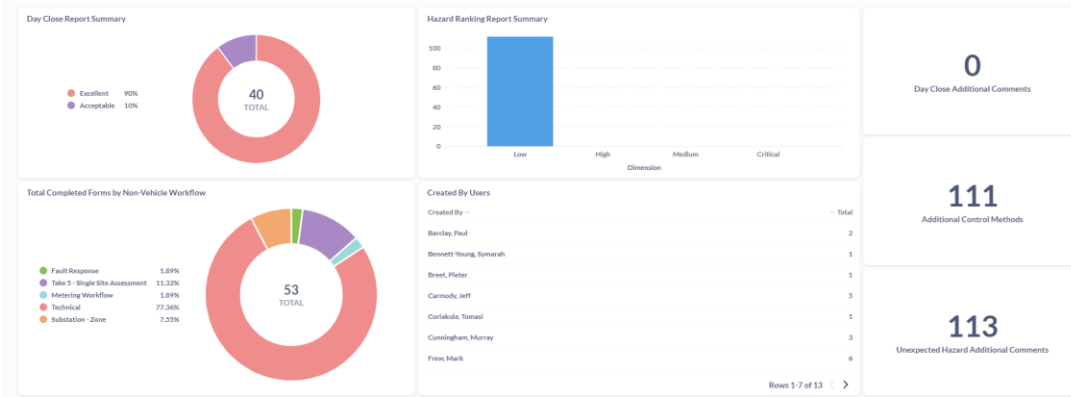 Day Close Report Summary
Excellent 90%
Acceptable 10%
40
TOTAL
Hazard Ranking Report Summary
100
80
60
40
20
0
Low High Medium Critical
Dimension
0
Day Close Additional Comments
111
Additional Control Methods
113
Unexpected Hazard Additional Comments
Total Completed Forms by Non-Vehicle Workflow
Fault Response 1.89%
Take 5 - Single Site Assessment 11.32%
Metering Workflow 1.89%
Technical 77.36%
Substation - Zone 7.55%
53
TOTAL
Created By Users
Created By Total
Barclay, Paul 2
Bennett-Young, Symarah 1
Breet, Pieter 1
Carmody, Jeff 5
Coriakula, Tomasi 1
Cunningham, Murray 3
Frew, Mark 6
Rows 1-7 of 13